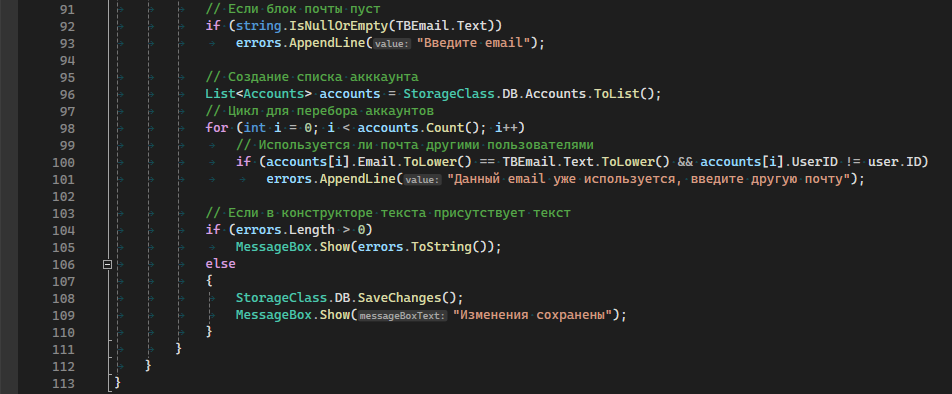 91 // Если блок почты пуст
92 if (string.IsNullOrEmpty(TBEmail.Text))
93 errors.AppendLine(value: "Введите email");
94
95 // Создание списка акккаунта
96 List<Accounts> accounts = StorageClass.DB.Accounts.ToList();
97 // Цикл для перебора аккаунтов
98 for (int i = 0; i < accounts.Count(); i++)
99 // Используется ли почта другими пользователями
100 if (accounts[i].Email.ToLower() == TBEmail.Text.ToLower() && accounts[i].UserID != user.ID)
101 errors.AppendLine(value: "Данный email уже используется, введите другую почту");
102
103 // Если в конструкторе текста присутствует текст
104 if (errors.Length > 0)
105 MessageBox.Show(errors.ToString());
106 else
107 {
108 StorageClass.DB.SaveChanges();
109 MessageBox.Show(messageBoxText: "Изменения сохранены");
110 }
111 }
112 }
113 }